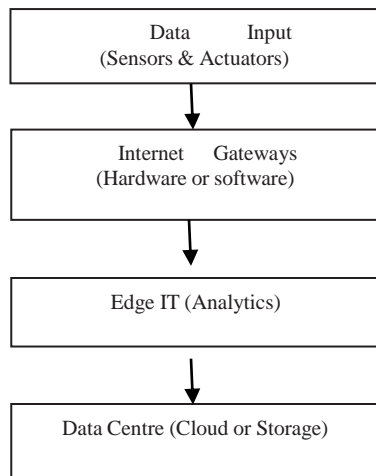 Data Input
(Sensors & Actuators)
Internet Gateways
(Hardware or software)
Edge IT (Analytics)
Data Centre (Cloud or Storage)